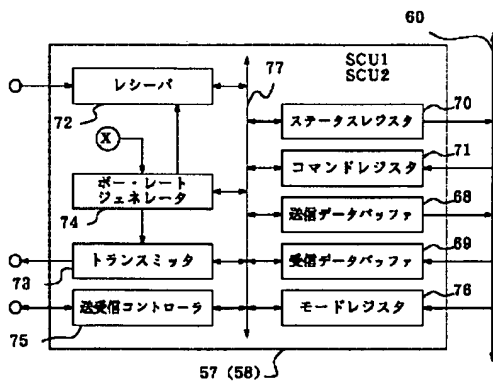 60
SCU1
SCU2
77
レシーバ
72
70
ステータスレジスタ
X
71
コマンドレジスタ
ボー・レート
ジェネレータ
74
68
送信データバッファ
トランスミッタ
73
69
受信データバッファ
送受信コントローラ
75
76
モードレジスタ
57 (58)